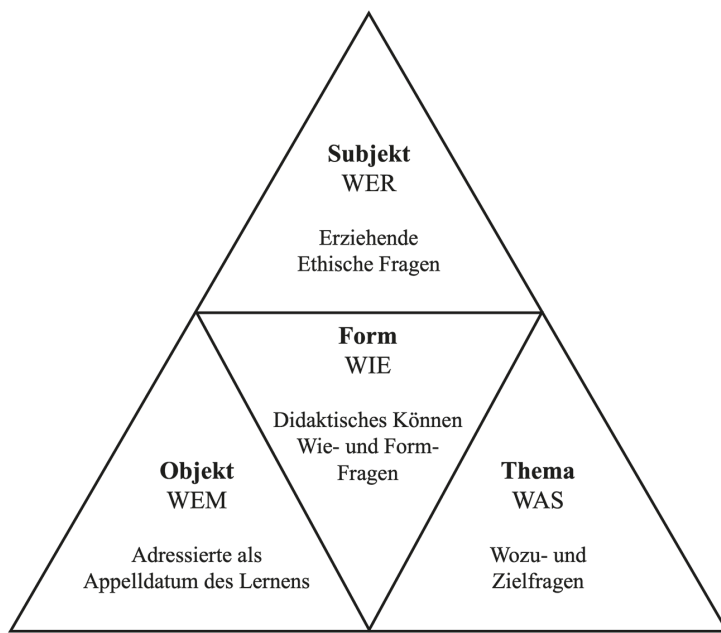 Subjekt
WER
Erziehende
Ethische Fragen
Form
WIE
Didaktisches Können
Wie- und Form-
Fragen
Objekt
WEM
Adressierte als
Appelldatum des Lernens
Thema
WAS
Wozu- und
Zielfragen